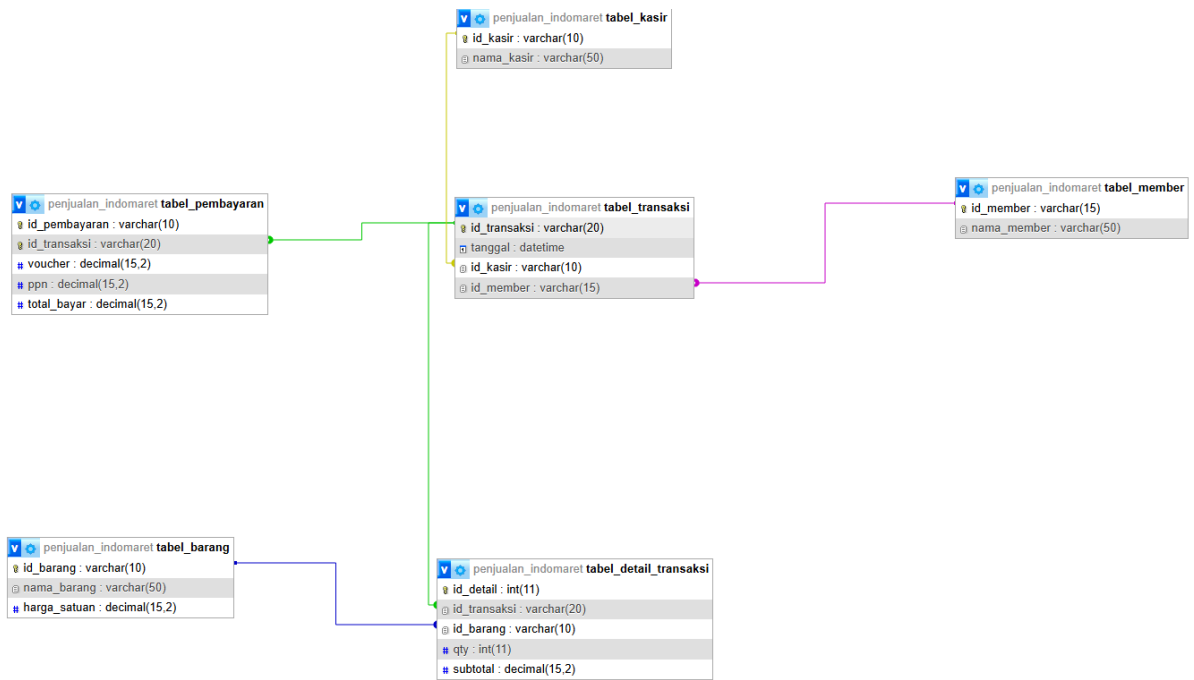 penjualan_indomaret tabel_kasir
id_kasir : varchar(10)
nama_kasir : varchar(50)
penjualan_indomaret tabel_pembayaran
id_pembayaran : varchar(10)
id_transaksi : varchar(20)
# voucher : decimal(15,2)
# ppn : decimal(15,2)
# total_bayar : decimal(15,2)
penjualan_indomaret tabel_transaksi
id_transaksi : varchar(20)
tanggal : datetime
id_kasir : varchar(10)
id_member : varchar(15)
penjualan_indomaret tabel_member
id_member : varchar(15)
nama_member : varchar(50)
penjualan_indomaret tabel_barang
id_barang : varchar(10)
nama_barang : varchar(50)
# harga_satuan : decimal(15,2)
penjualan_indomaret tabel_detail_transaksi
id_detail : int(11)
id_transaksi : varchar(20)
id_barang : varchar(10)
# qty : int(11)
# subtotal : decimal(15,2)